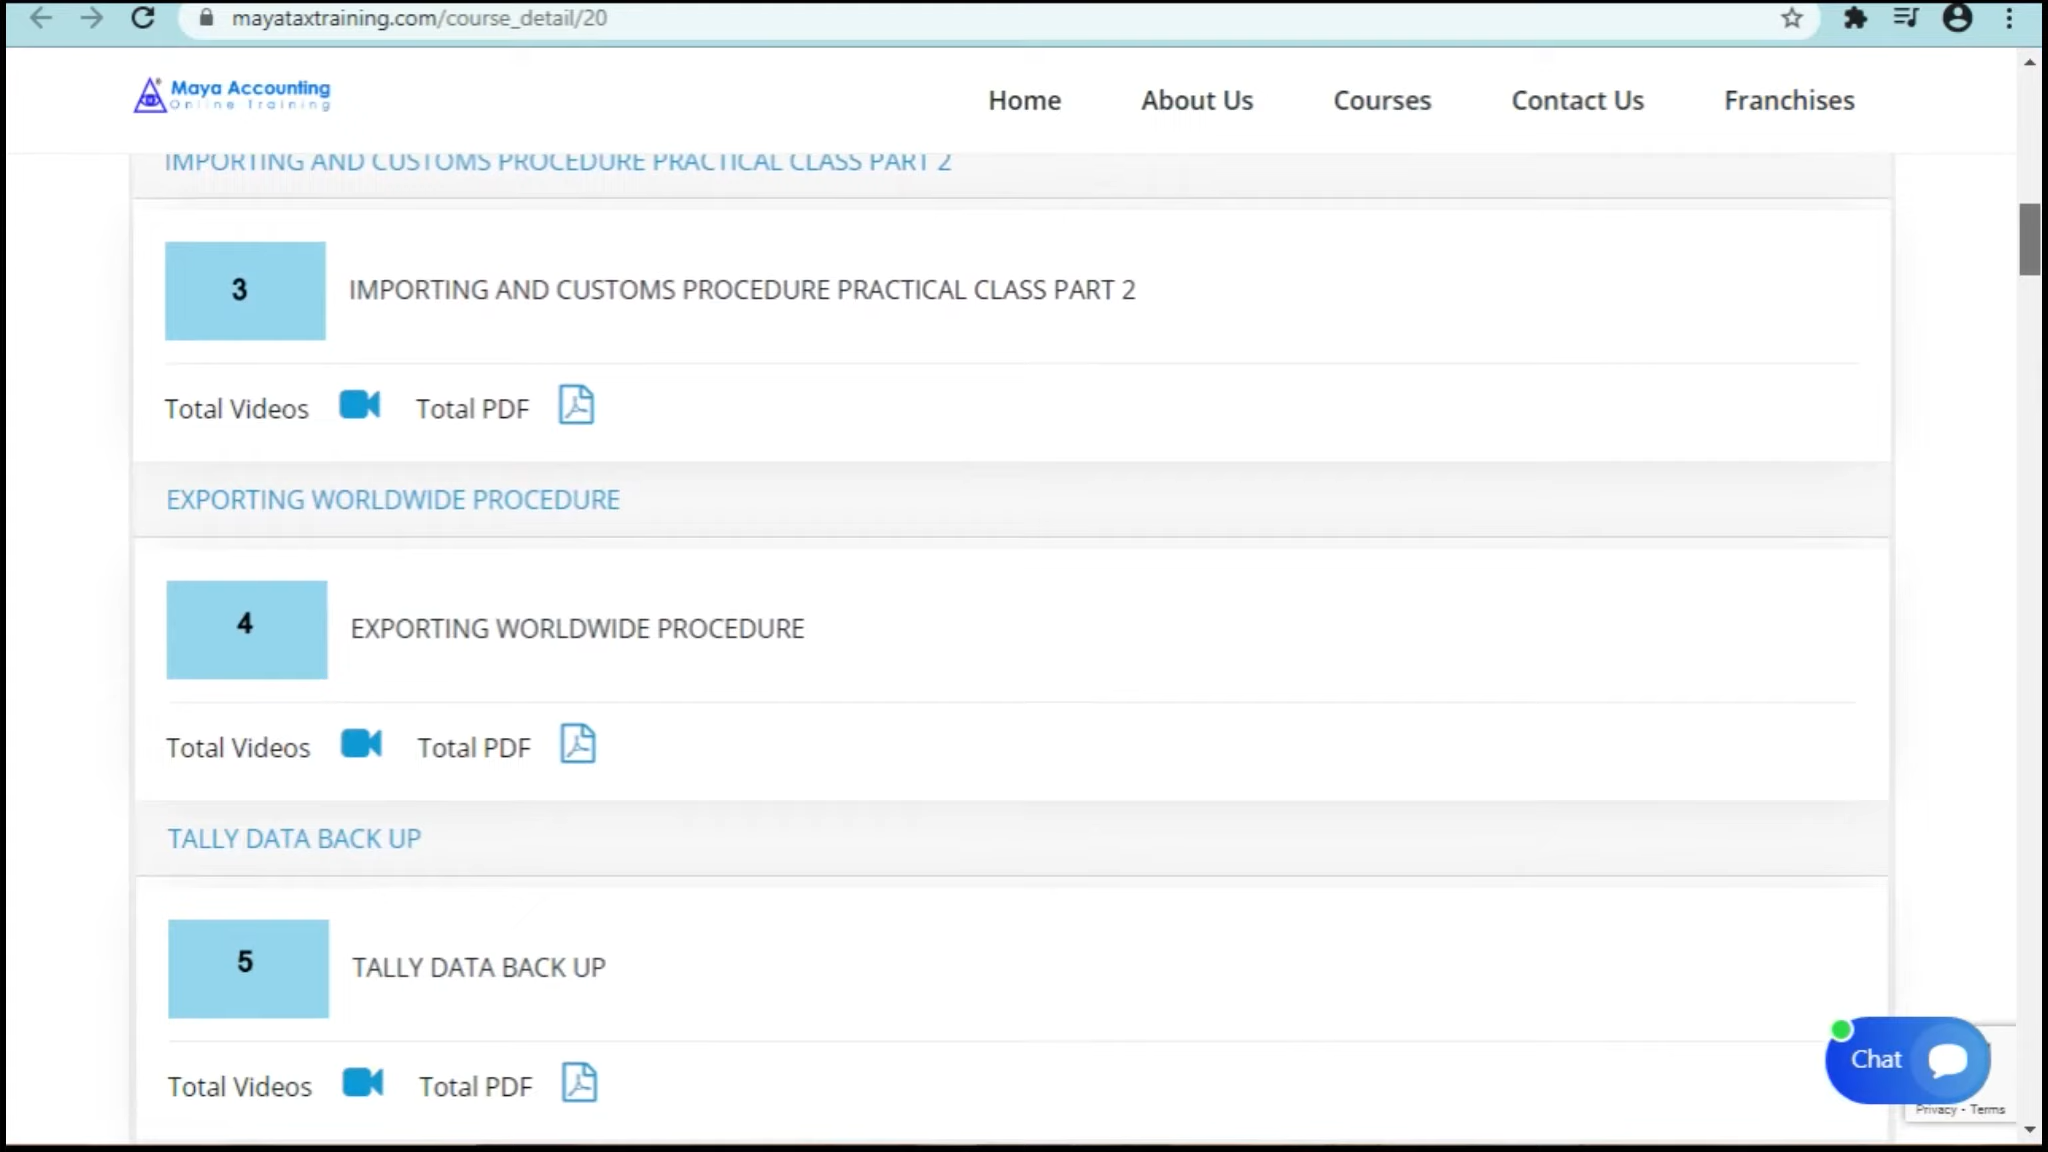 mayataxtraining.com/course_detail/20
Maya Accounting
Online Training
Home About Us Courses Contact Us Franchises
IMPORTING AND CUSTOMS PROCEDURE PRACTICAL CLASS PART 2
3 IMPORTING AND CUSTOMS PROCEDURE PRACTICAL CLASS PART 2
Total Videos Total PDF
EXPORTING WORLDWIDE PROCEDURE
4 EXPORTING WORLDWIDE PROCEDURE
Total Videos Total PDF
TALLY DATA BACK UP
5 TALLY DATA BACK UP
Total Videos Total PDF
Chat
Privacy - Terms